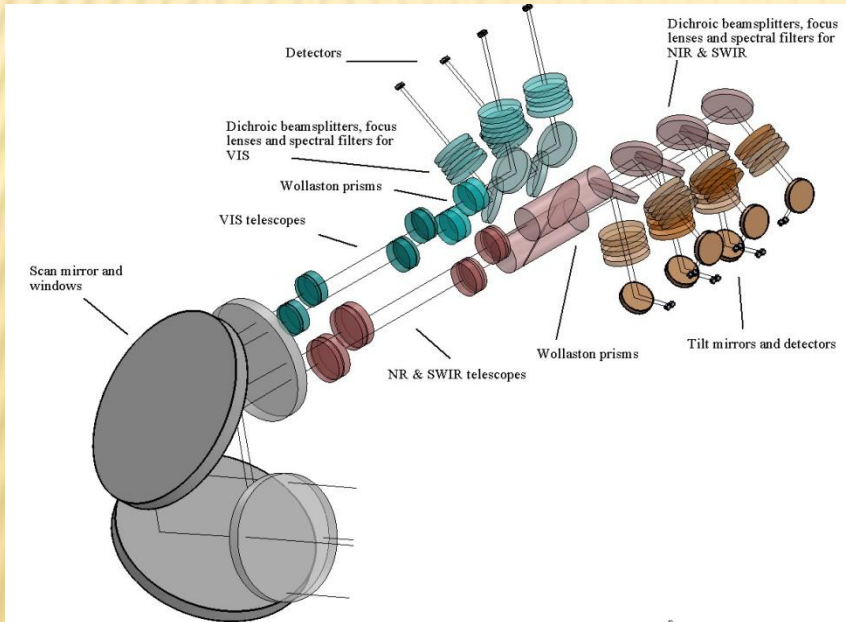 Detectors
Dichroic beamsplitters, focus
lenses and spectral filters for
NIR & SWIR
Dichroic beamsplitters, focus
lenses and spectral filters for
VIS
Wollaston prisms
VIS telescopes
Scan mirror and
windows
NR & SWIR telescopes
Wollaston prisms
Tilt mirrors and detectors